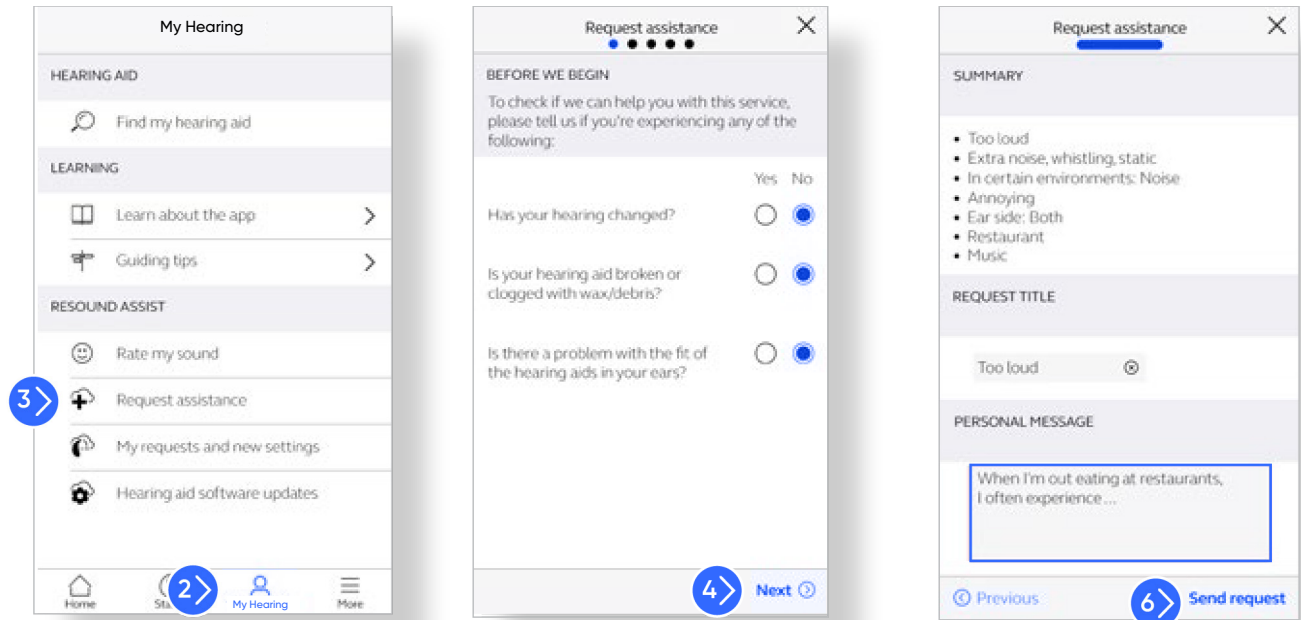 My Hearing
HEARING AID
Find my hearing aid
LEARNING
Learn about the app
Guiding tips
RESOUND ASSIST
Rate my sound
3
Request assistance
My requests and new settings
Hearing aid software updates
Home
Sta
2
My Hearing
More
Request assistance
BEFORE WE BEGIN
To check if we can help you with this service,
please tell us if you're experiencing any of the
following:
Yes No
Has your hearing changed?
Is your hearing aid broken or
clogged with wax/debris?
Is there a problem with the fit of
the hearing aids in your ears?
4
Next
Request assistance
SUMMARY
• Too loud
• Extra noise, whistling, static
• In certain environments: Noise
• Annoying
• Ear side: Both
• Restaurant
• Music
REQUEST TITLE
Too loud
PERSONAL MESSAGE
When I'm out eating at restaurants,
I often experience ...
Previous
6
Send request